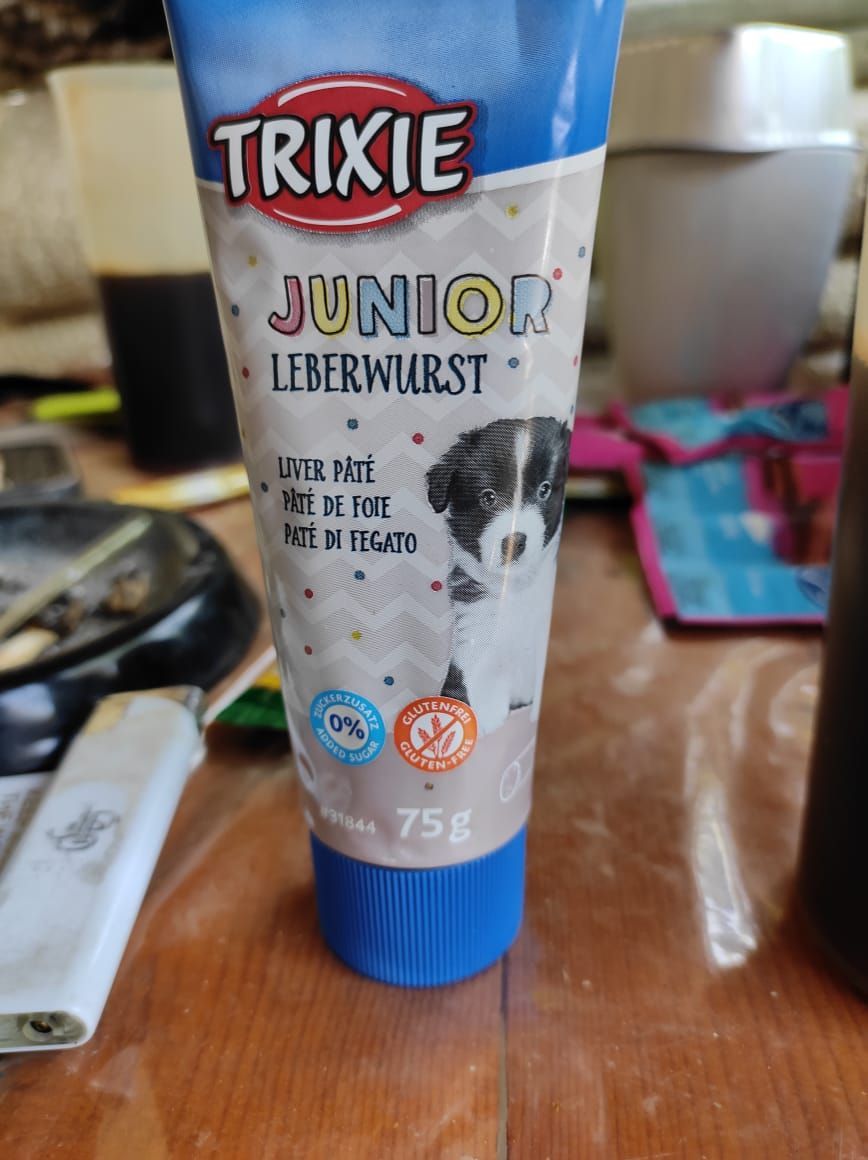 TRIXIE
JUNIOR
LEBERWURST
LIVER PÂTÉ
PÂTÉ DE FOIE
PATÉ DI FEGATO
ZUCKERZUSATZ
0%
ADDED SUGAR
GLUTENFREI
GLUTEN-FREE
#31844
75g